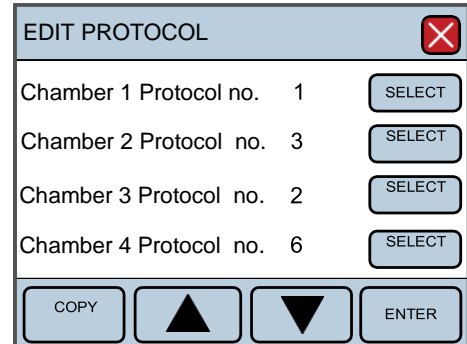 EDIT PROTOCOL
Chamber 1 Protocol no. 1 SELECT
Chamber 2 Protocol no. 3 SELECT
Chamber 3 Protocol no. 2 SELECT
Chamber 4 Protocol no. 6 SELECT
COPY ENTER